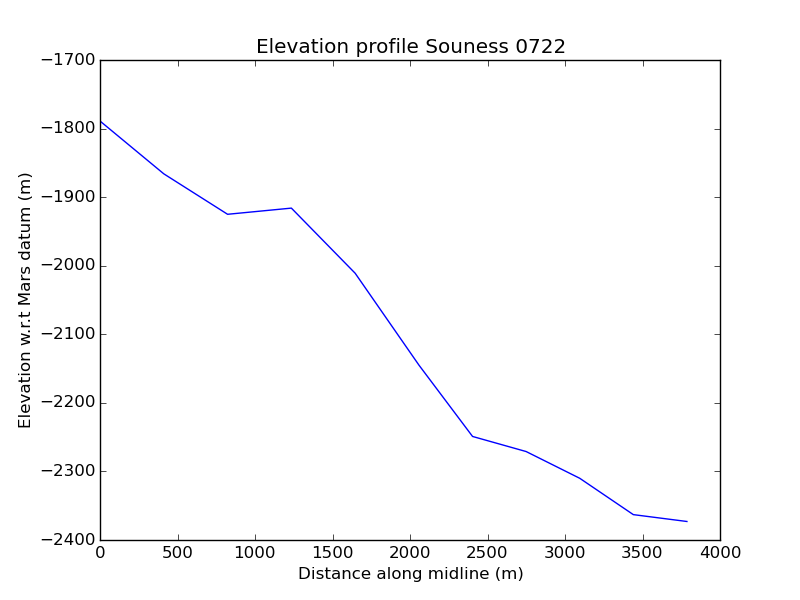 Elevation profile Souness 0722
−1700
−1800
−1900
−2000
−2100
−2200
−2300
−2400
Elevation w.r.t Mars datum (m)
0 500 1000 1500 2000 2500 3000 3500 4000
Distance along midline (m)